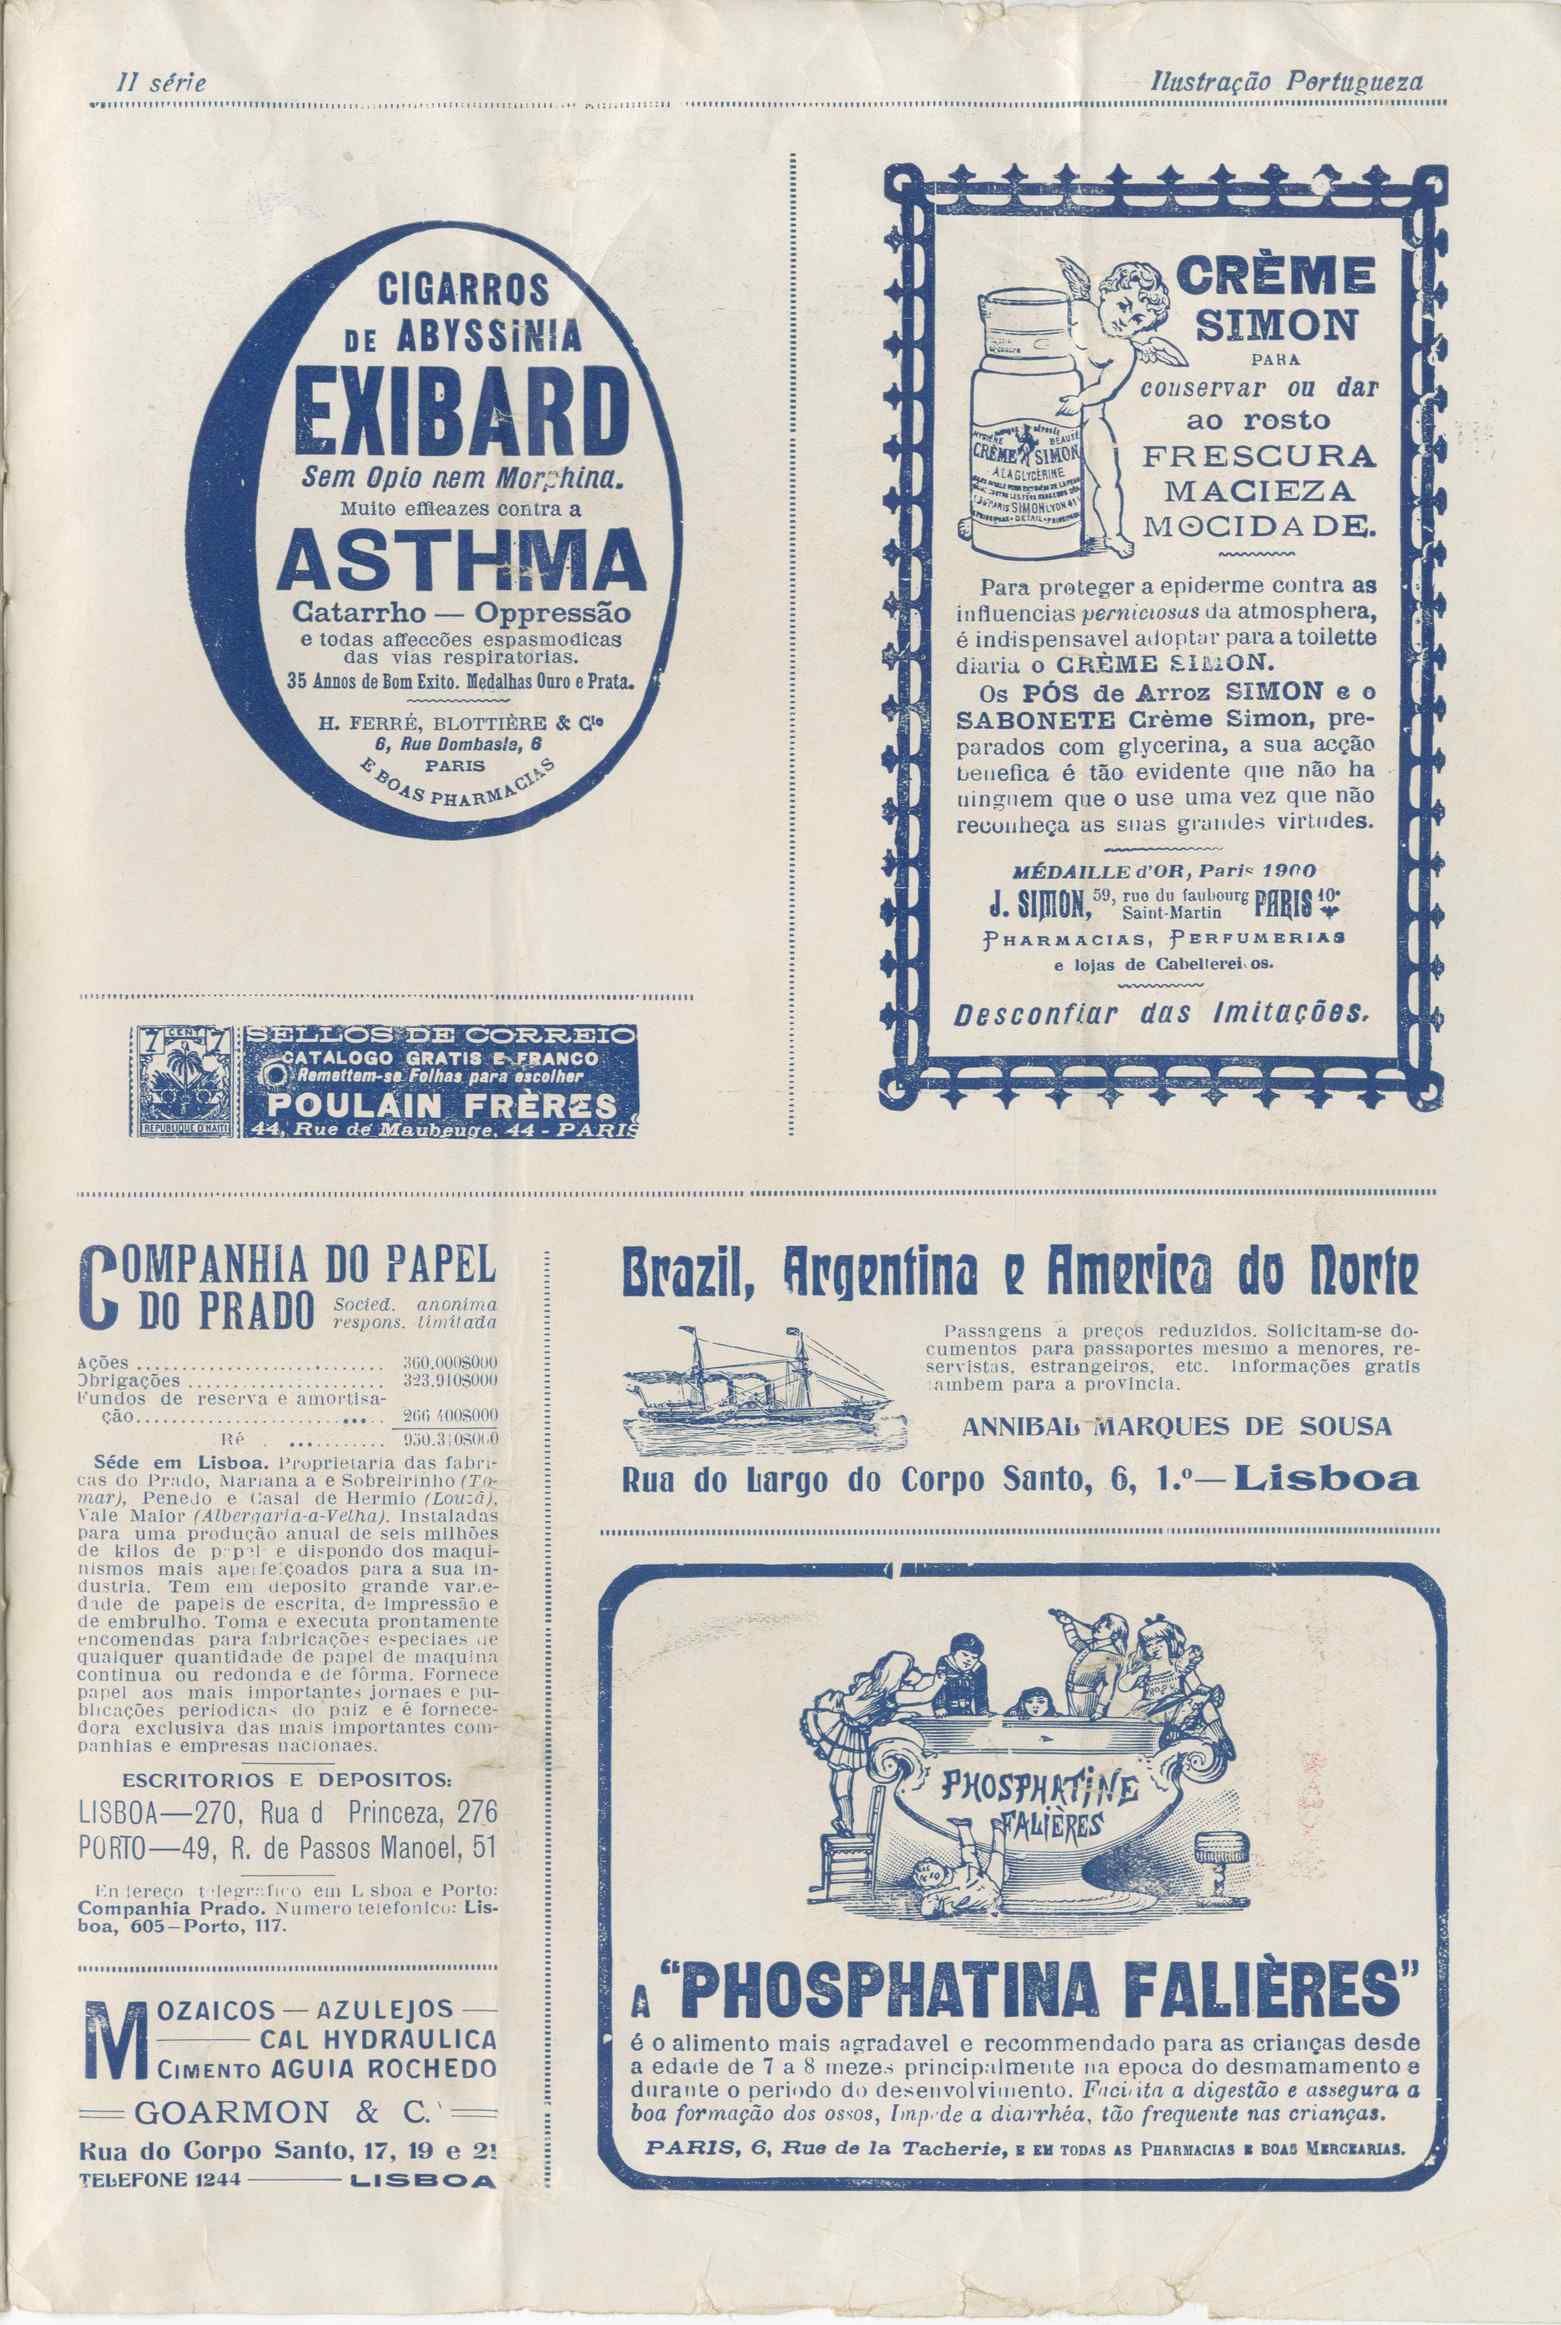 II série
Ilustração Portugueza
CIGARROS
DE ABYSSiNIA
EXIBARD
Sem Opio nem Morphina.
Muito efficazes contra a
ASTHMA
Catarrho — Oppressão
e todas affecções espasmodicas
das vias respiratorias.
35 Annos de Bom Exito. Medalhas Ouro e Prata.
H. FERRÉ, BLOTTIÈRE & Cie
6, Rue Dombasle, 6
PARIS
E BOAS PHARMACIAS
CRÈME
SIMON
PARA
conservar ou dar
ao rosto
FRESCURA
MACIEZA
MOCIDADE.
HYGIÈNE BEAUTÉ
CRÈME SIMON
A LA GLYCÉRINE
PARIS SIMON LYON
DETAIL
Para proteger a epiderme contra as
influencias perniciosas da atmosphera,
é indispensavel adoptar para a toilette
diaria o CRÈME SIMON.
Os PÓS de Arroz SIMON e o
SABONETE Crème Simon, pre-
parados com glycerina, a sua acção
benefica é tão evidente que não ha
ninguem que o use uma vez que não
reconheça as suas grandes virtudes.
MÉDAILLE d'OR, Paris 1900
J. SIMON, 59, rue du faubourg Saint-Martin PARIS 10e
PHARMACIAS, PERFUMERIAS
e lojas de Cabellereiros.
Desconfiar das Imitações.
7 CENT. 7
REPUBLIQUE D'HAITI
SELLOS DE CORREIO
CATALOGO GRATIS E FRANCO
Remettem-se Folhas para escolher
POULAIN FRÈRES
44, Rue de Maubeuge, 44 - PARIS
COMPANHIA DO PAPEL
DO PRADO Socied. anonima
respons. limitada
Ações ........................... 360.000$000
Obrigações ..................... 323.910$000
Fundos de reserva e amortisa-
ção........................... 266.400$000
Ré . ............ 950.310$000
Séde em Lisboa. Proprietaria das fabri-
cas do Prado, Mariana a e Sobreirinho (To-
mar), Penedo e Casal de Hermio (Louzã),
Vale Maior (Albergaria-a-Velha). Instaladas
para uma produção anual de seis milhões
de kilos de papel e dispondo dos maqui-
nismos mais aperfeiçoados para a sua in-
dustria. Tem em deposito grande varie-
dade de papeis de escrita, de impressão e
de embrulho. Toma e executa prontamente
encomendas para fabricações especiaes de
qualquer quantidade de papel de maquina
continua ou redonda e de fôrma. Fornece
papel aos mais importantes jornaes e pu-
blicações periodicas do paiz e é fornece-
dora exclusiva das mais importantes com-
panhias e empresas nacionaes.
ESCRITORIOS E DEPOSITOS:
LISBOA—270, Rua d Princeza, 276
PORTO—49, R. de Passos Manoel, 51
Endereço telegrafico em Lisboa e Porto:
Companhia Prado. Numero telefonico: Lis-
boa, 605—Porto, 117.
MOZAICOS — AZULEJOS —
CAL HYDRAULICA
CIMENTO AGUIA ROCHEDO
GOARMON & C.
Rua do Corpo Santo, 17, 19 e 21
TELEFONE 1244 — LISBOA
Brazil, Argentina e America do Norte
Passagens a preços reduzidos. Solicitam-se do-
cumentos para passaportes mesmo a menores, re-
servistas, estrangeiros, etc. Informações gratis
tambem para a provincia.
ANNIBAL MARQUES DE SOUSA
Rua do Largo do Corpo Santo, 6, 1.º—Lisboa
PHOSPHATiNE
FALIÈRES
A "PHOSPHATINA FALIÈRES"
é o alimento mais agradavel e recommendado para as crianças desde
a edade de 7 a 8 mezes principalmente na epoca do desmamamento e
durante o periodo do desenvolvimento. Facilita a digestão e assegura a
boa formação dos ossos, Impede a diarrhéa, tão frequente nas crianças.
PARIS, 6, Rue de la Tacherie, E EM TODAS AS PHARMACIAS E BOAS MERCEARIAS.